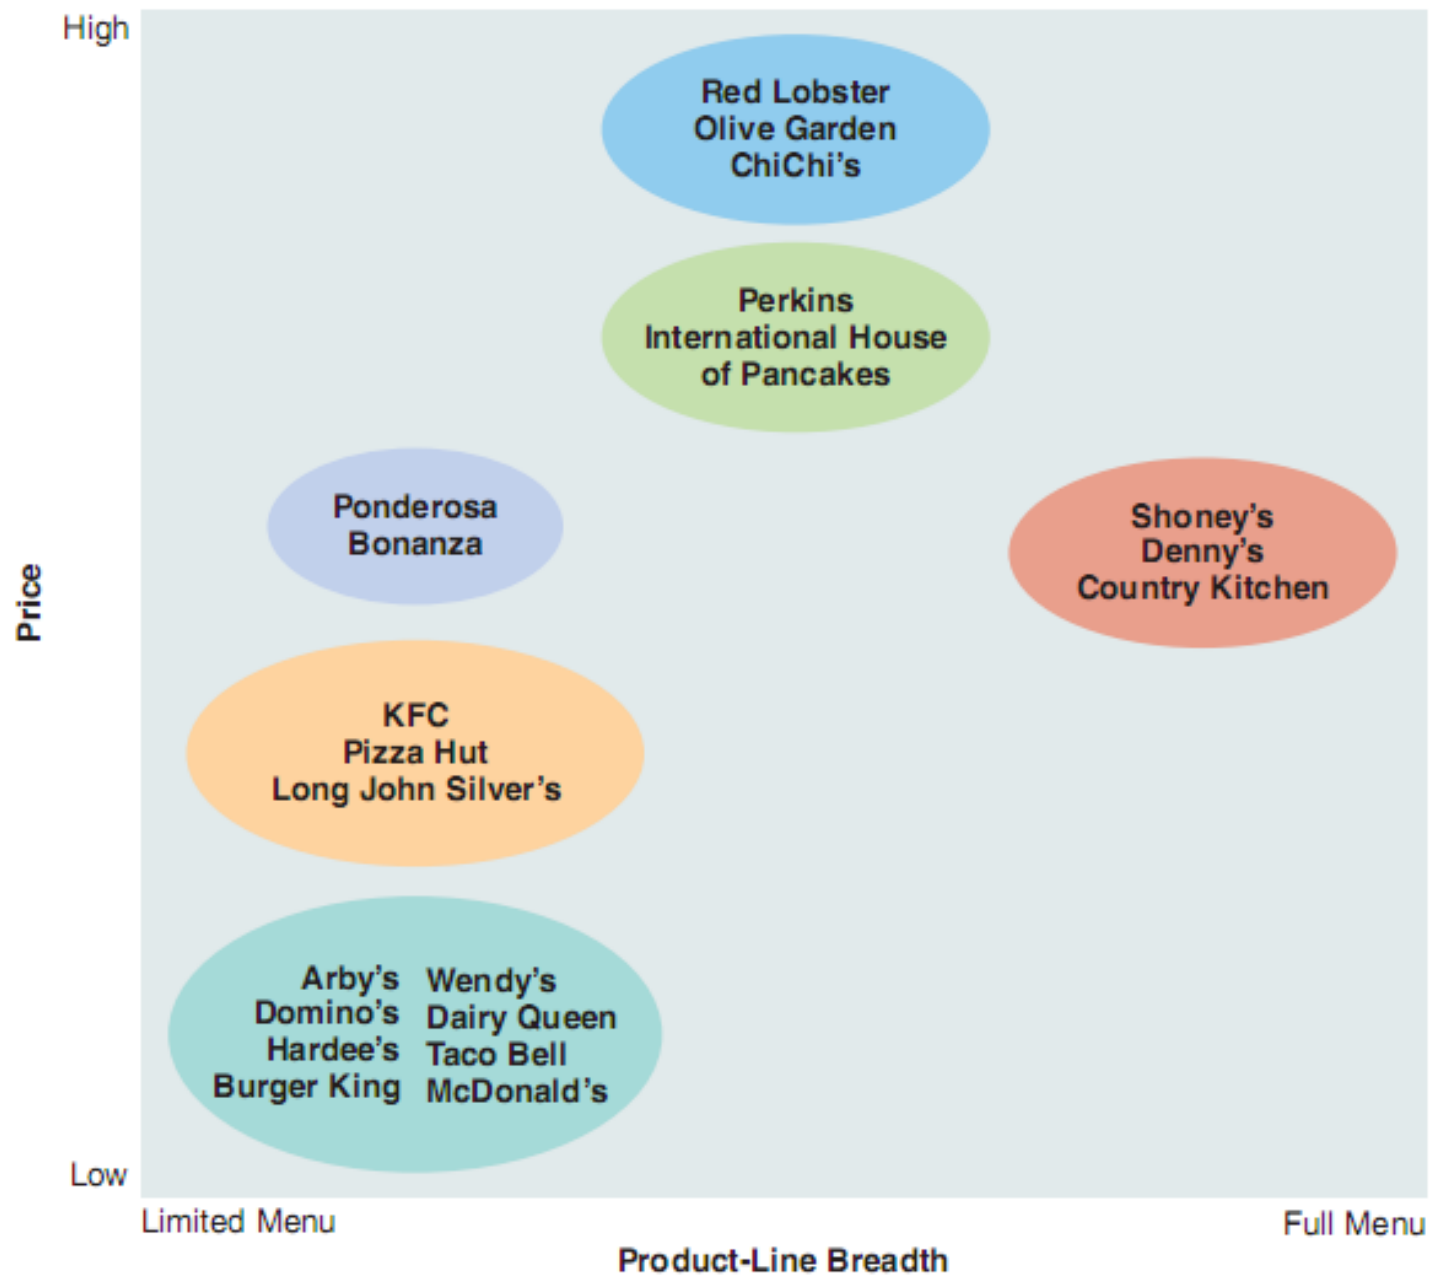 High
Red Lobster
Olive Garden
ChiChi’s
Perkins
International House
of Pancakes
Ponderosa
Bonanza
Shoney’s
Denny’s
Country Kitchen
Price
KFC
Pizza Hut
Long John Silver’s
Arby’s
Domino’s
Hardee’s
Burger King
Wendy’s
Dairy Queen
Taco Bell
McDonald’s
Low
Limited Menu
Full Menu
Product-Line Breadth